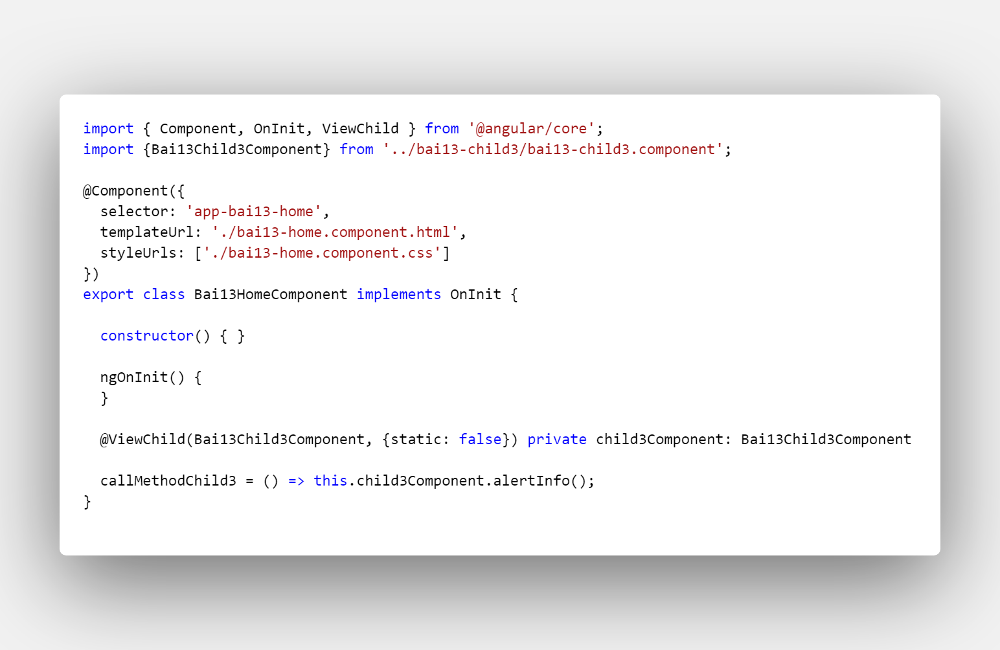 import { Component, OnInit, ViewChild } from '@angular/core';
import {Bai13Child3Component} from '../bai13-child3/bai13-child3.component';
@Component({
  selector: 'app-bai13-home',
  templateUrl: './bai13-home.component.html',
  styleUrls: ['./bai13-home.component.css']
})
export class Bai13HomeComponent implements OnInit {
  constructor() { }
  ngOnInit() {
  }
  @ViewChild(Bai13Child3Component, {static: false}) private child3Component: Bai13Child3Component
  callMethodChild3 = () => this.child3Component.alertInfo();
}